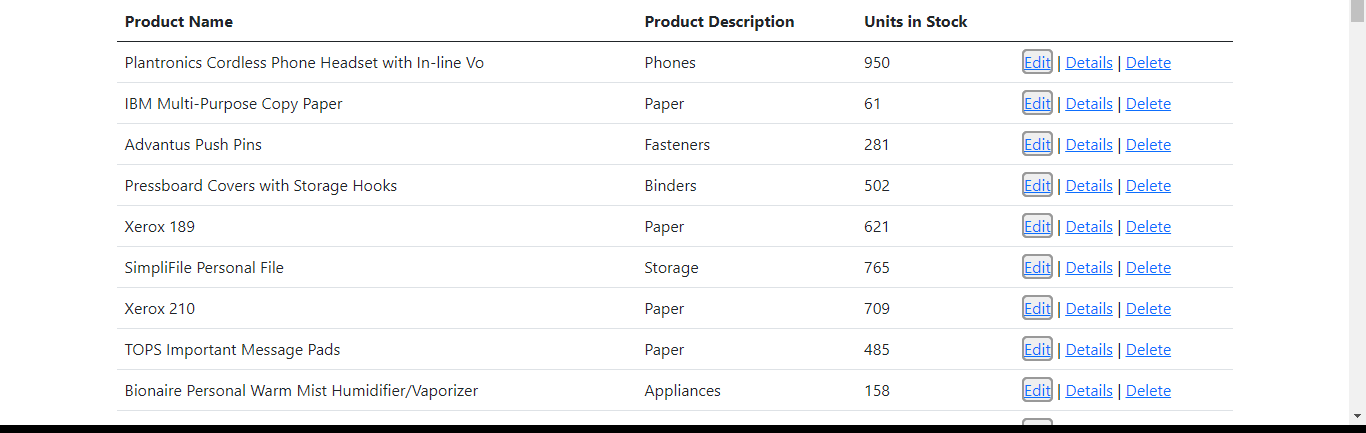 Product Name Product Description Units in Stock
Plantronics Cordless Phone Headset with In-line Vo Phones 950 Edit | Details | Delete
IBM Multi-Purpose Copy Paper Paper 61 Edit | Details | Delete
Advantus Push Pins Fasteners 281 Edit | Details | Delete
Pressboard Covers with Storage Hooks Binders 502 Edit | Details | Delete
Xerox 189 Paper 621 Edit | Details | Delete
SimpliFile Personal File Storage 765 Edit | Details | Delete
Xerox 210 Paper 709 Edit | Details | Delete
TOPS Important Message Pads Paper 485 Edit | Details | Delete
Bionaire Personal Warm Mist Humidifier/Vaporizer Appliances 158 Edit | Details | Delete